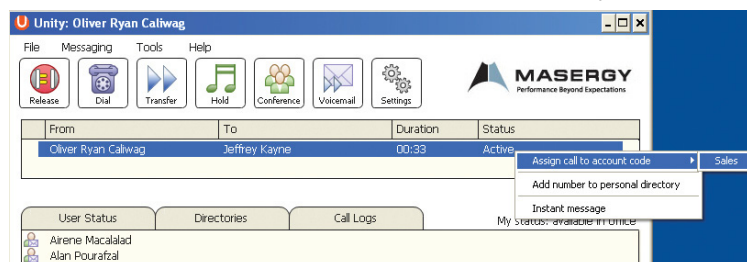 Unity: Oliver Ryan Caliwag
File Messaging Tools Help
Release Dial Transfer Hold Conference Voicemail Settings
MASERGY
Performance Beyond Expectations
From To Duration Status
Oliver Ryan Caliwag Jeffrey Kayne 00:33 Active
Assign call to account code Sales
Add number to personal directory
Instant message
User Status Directories Call Logs
My status: available in office
Airene Macalalad
Alan Pourafzal